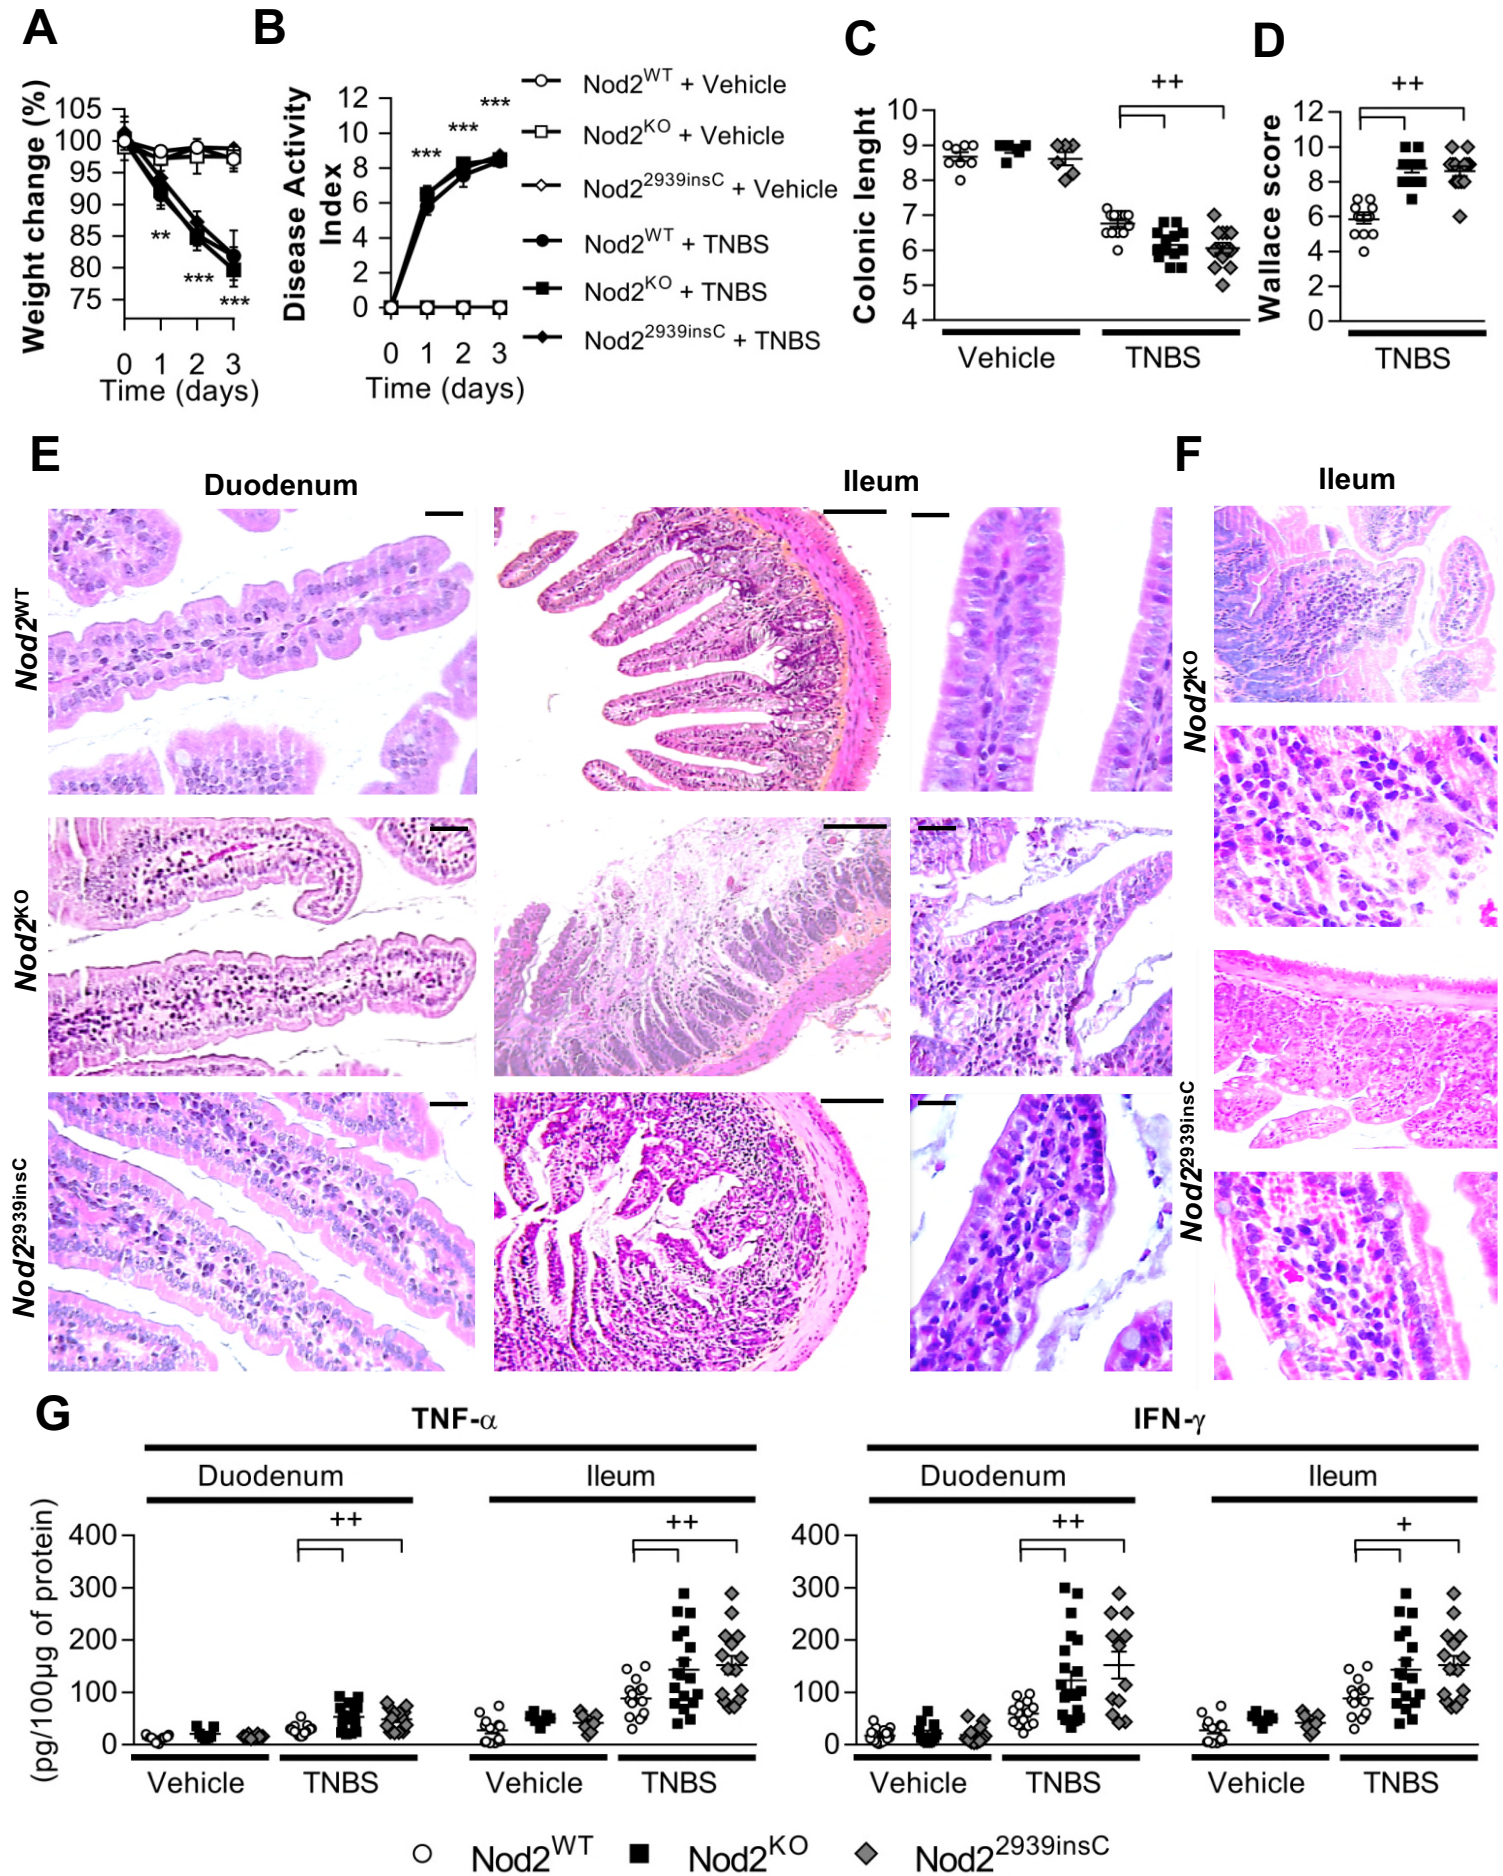 A
B
C
D
Weight change (%)
105
100
95
90
85
80
75
**
***
***
0 1 2 3
Time (days)
Disease Activity
Index
12
10
8
6
4
2
0
***
***
***
0 1 2 3
Time (days)
Nod2WT + Vehicle
Nod2KO + Vehicle
Nod22939insC + Vehicle
Nod2WT + TNBS
Nod2KO + TNBS
Nod22939insC + TNBS
Colonic lenght
10
9
8
7
6
5
4
++
Vehicle TNBS
Wallace score
12
10
8
6
4
2
0
++
TNBS
E
Duodenum Ileum
Nod2WT
Nod2KO
Nod22939insC
F
Ileum
Nod2KO
Nod22939insC
G
TNF-α IFN-γ
Duodenum Ileum Duodenum Ileum
(pg/100µg of protein)
400
300
200
100
0
++ ++
Vehicle TNBS Vehicle TNBS
400
300
200
100
0
++ +
Vehicle TNBS Vehicle TNBS
Nod2WT Nod2KO Nod22939insC